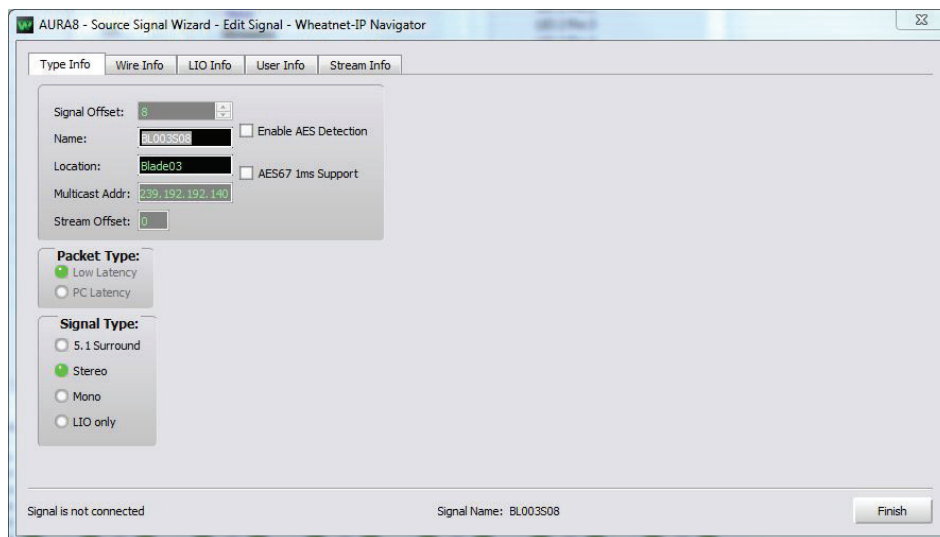 AURA8 - Source Signal Wizard - Edit Signal - Wheatnet-IP Navigator
Type Info
Wire Info
LIO Info
User Info
Stream Info
Signal Offset: 8
Name: BL003S08
Enable AES Detection
Location: Blade03
AES67 1ms Support
Multicast Addr: 239.192.192.140
Stream Offset: 0
Packet Type:
Low Latency
PC Latency
Signal Type:
5.1 Surround
Stereo
Mono
LIO only
Signal is not connected
Signal Name: BL003S08
Finish